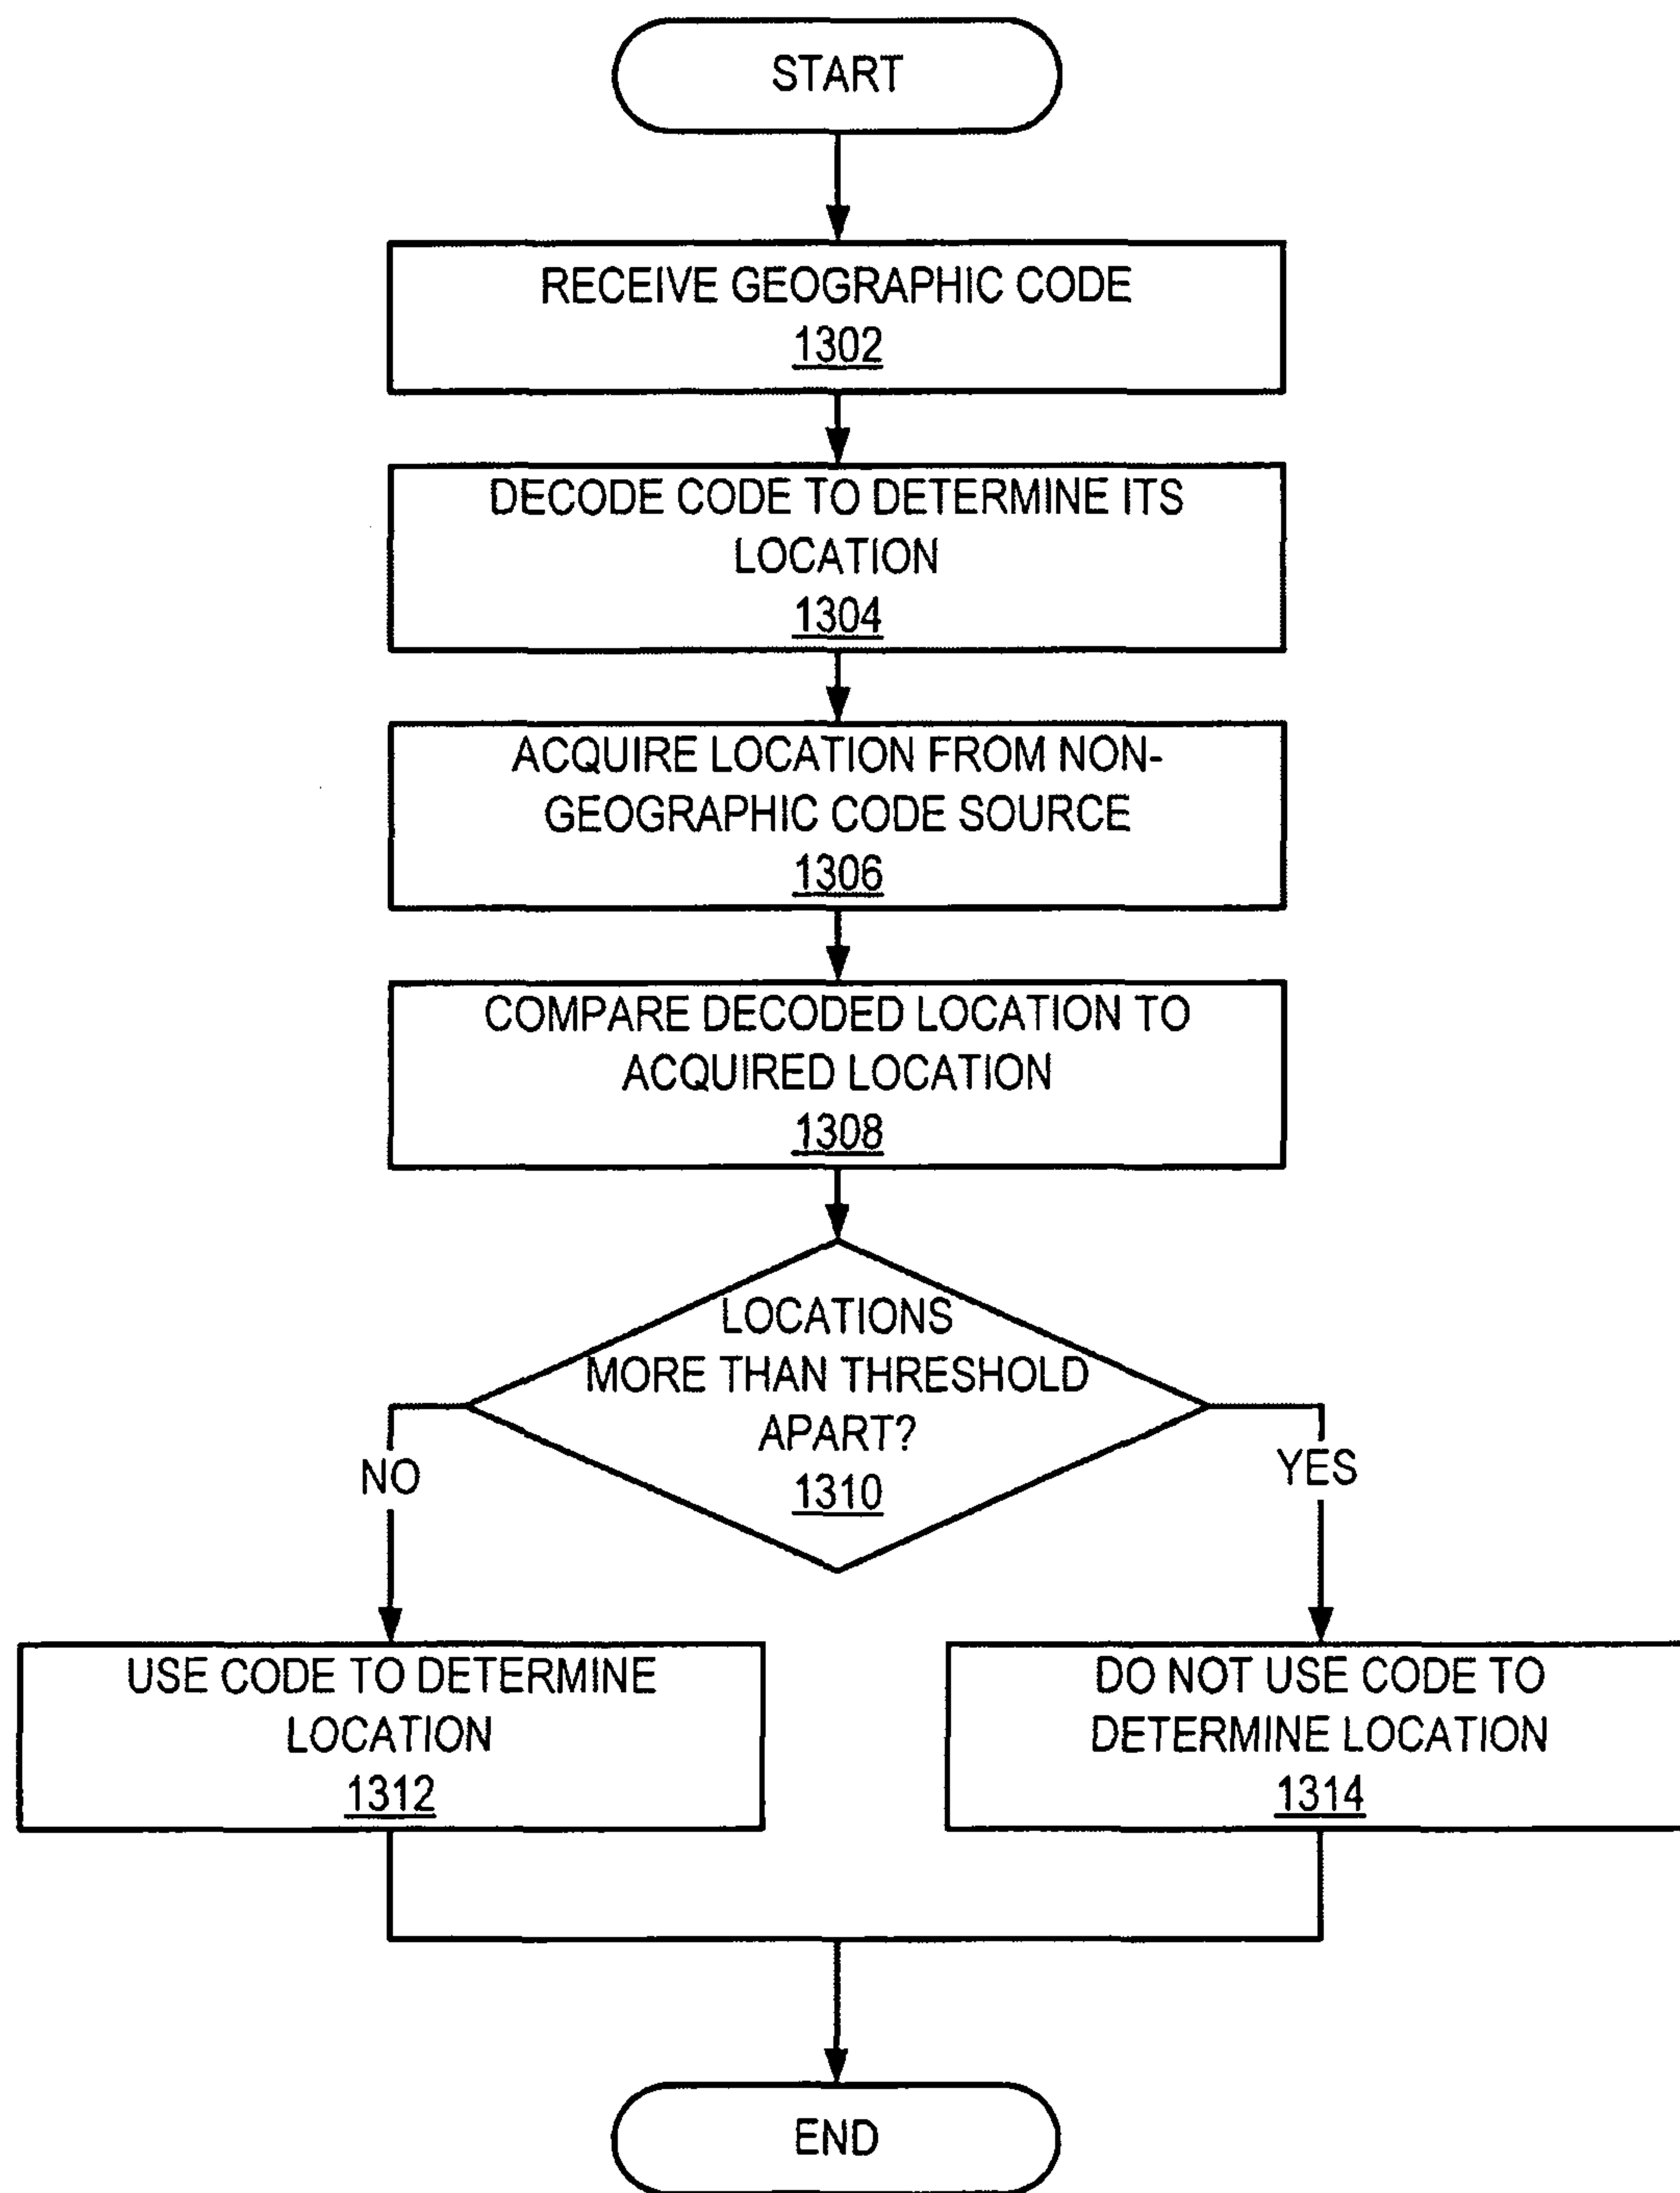 START
RECEIVE GEOGRAPHIC CODE
1302
DECODE CODE TO DETERMINE ITS
LOCATION
1304
ACQUIRE LOCATION FROM NON-
GEOGRAPHIC CODE SOURCE
1306
COMPARE DECODED LOCATION TO
ACQUIRED LOCATION
1308
LOCATIONS
MORE THAN THRESHOLD
APART?
1310
NO
YES
USE CODE TO DETERMINE
LOCATION
1312
DO NOT USE CODE TO
DETERMINE LOCATION
1314
END